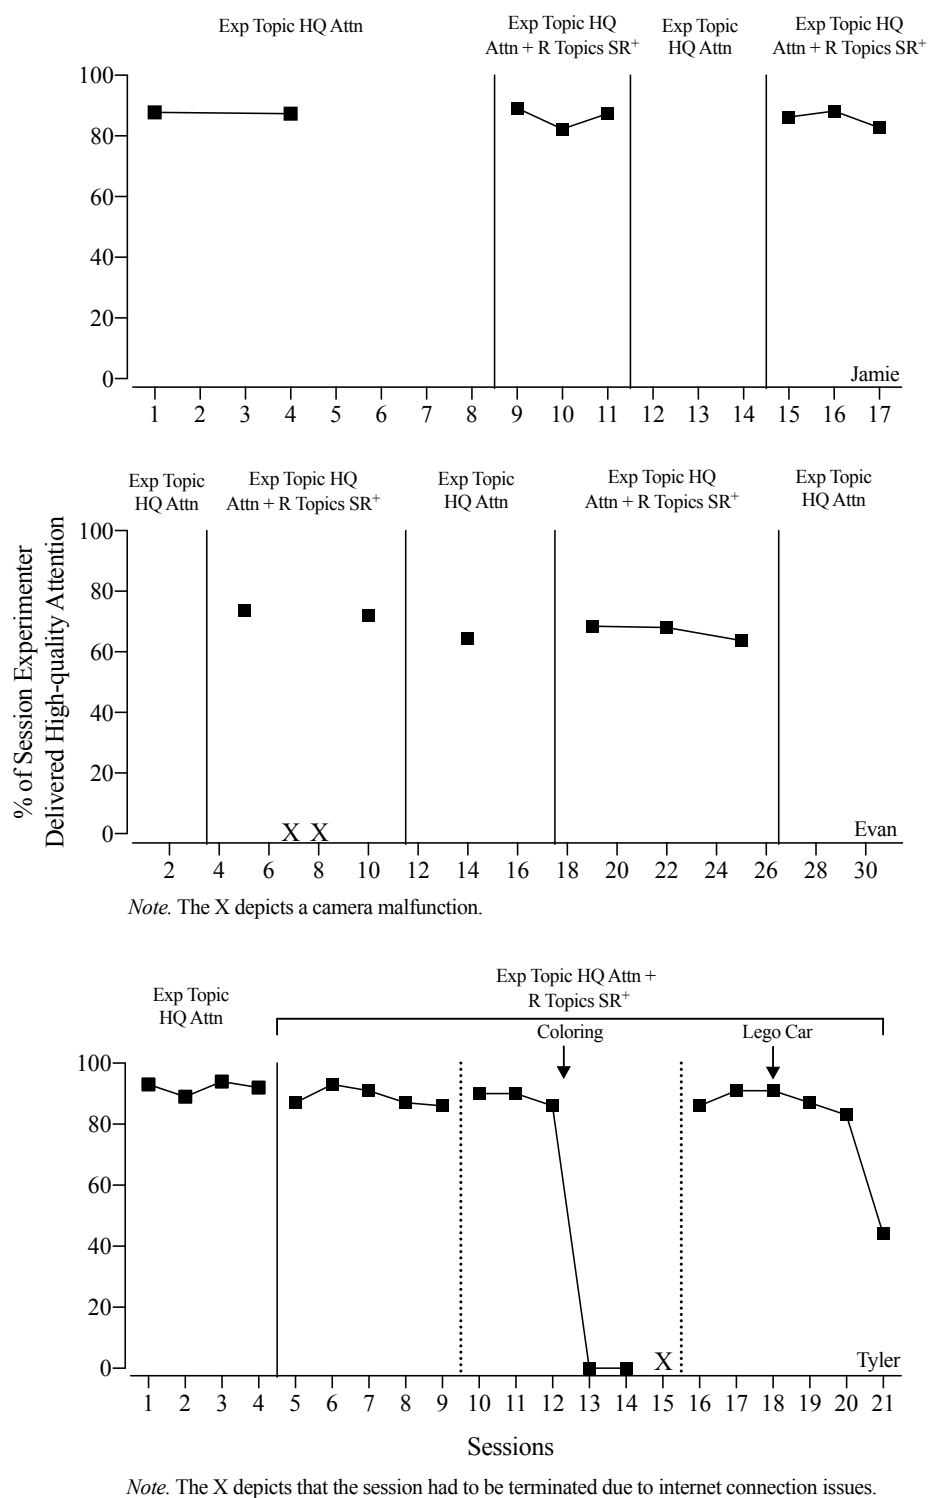 Exp Topic HQ Attn
Exp Topic HQ
Attn + R Topics SR+
Exp Topic
HQ Attn
Exp Topic HQ
Attn + R Topics SR+
100
80
60
40
20
0
Jamie
1 2 3 4 5 6 7 8 9 10 11 12 13 14 15 16 17
% of Session Experimenter
Delivered High-quality Attention
Exp Topic
HQ Attn
Exp Topic HQ
Attn + R Topics SR+
Exp Topic
HQ Attn
Exp Topic HQ
Attn + R Topics SR+
Exp Topic
HQ Attn
100
80
60
40
20
0
X X
Evan
2 4 6 8 10 12 14 16 18 20 22 24 26 28 30
Note. The X depicts a camera malfunction.
Exp Topic
HQ Attn
Exp Topic HQ Attn +
R Topics SR+
Coloring
Lego Car
100
80
60
40
20
0
X
Tyler
1 2 3 4 5 6 7 8 9 10 11 12 13 14 15 16 17 18 19 20 21
Sessions
Note. The X depicts that the session had to be terminated due to internet connection issues.